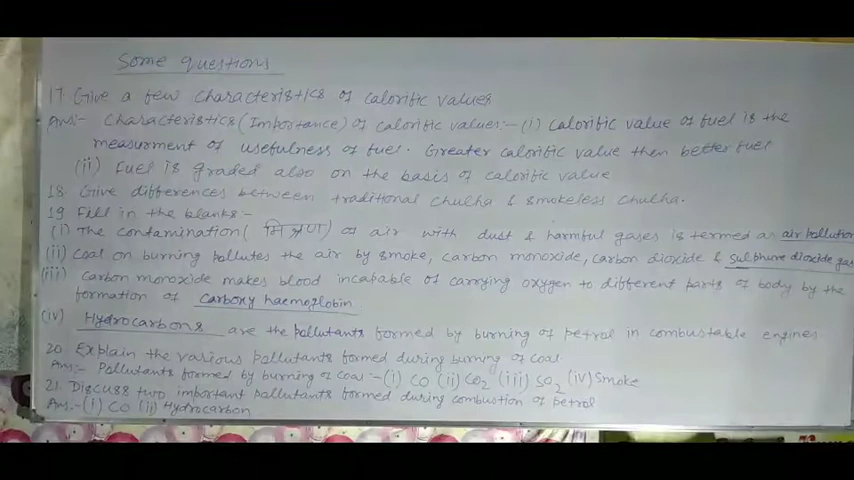 Some questions
17 Give a few characteristics of calorific values
Ans:- Characteristics (Importance) of calorific values:- (i) Calorific value of fuel is the
measurment of usefulness of fuel. Greater calorific value then better fuel
(ii) Fuel is graded also on the basis of calorific value
18. Give differences between traditional chulha & smokeless chulha.
19 Fill in the blanks:-
(i) The contamination (मिश्रण) of air with dust & harmful gases is termed as air pollution
(ii) Coal on burning pollutes the air by smoke, carbon monoxide, carbon dioxide & sulphure dioxide gas
(iii) Carbon monoxide makes blood incapable of carrying oxygen to different parts of body by the
formation of carboxy haemoglobin
(iv) Hydrocarbons are the pollutants formed by burning of petrol in combustable engines
20 Explain the various pollutants formed during burning of coal.
Ans:- Pollutants formed by burning of coal:- (i) CO (ii) CO₂ (iii) SO₂ (iv) Smoke
21. Discuss two important pollutants formed during combustion of petrol
Ans.- (i) CO (ii) Hydrocarbon